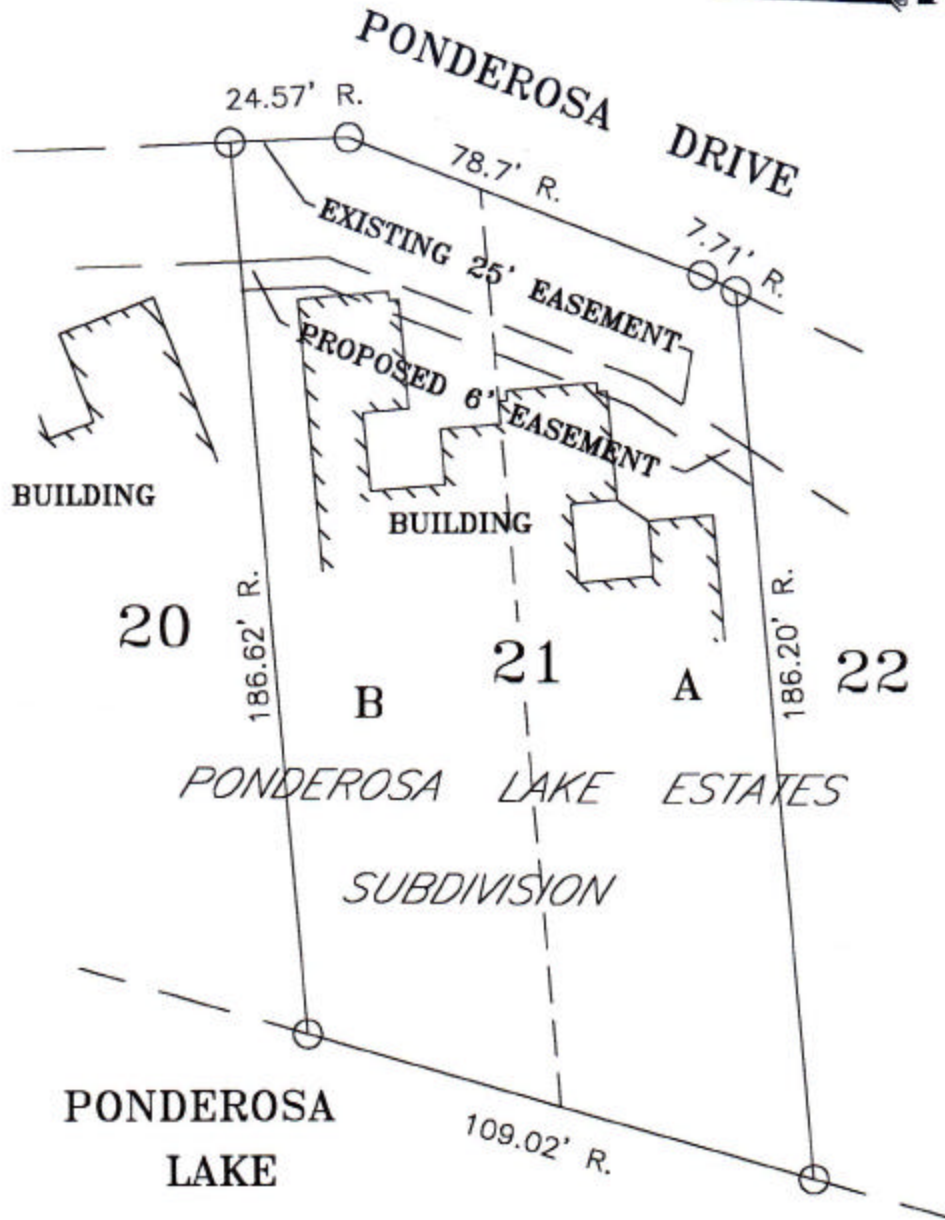 PONDEROSA DRIVE
24.57' R.
78.7' R.
7.71' R.
EXISTING 25' EASEMENT
PROPOSED 6' EASEMENT
BUILDING
BUILDING
20
186.62' R.
21
186.20' R.
22
B
A
PONDEROSA LAKE ESTATES
SUBDIVISION
PONDEROSA
LAKE
109.02' R.